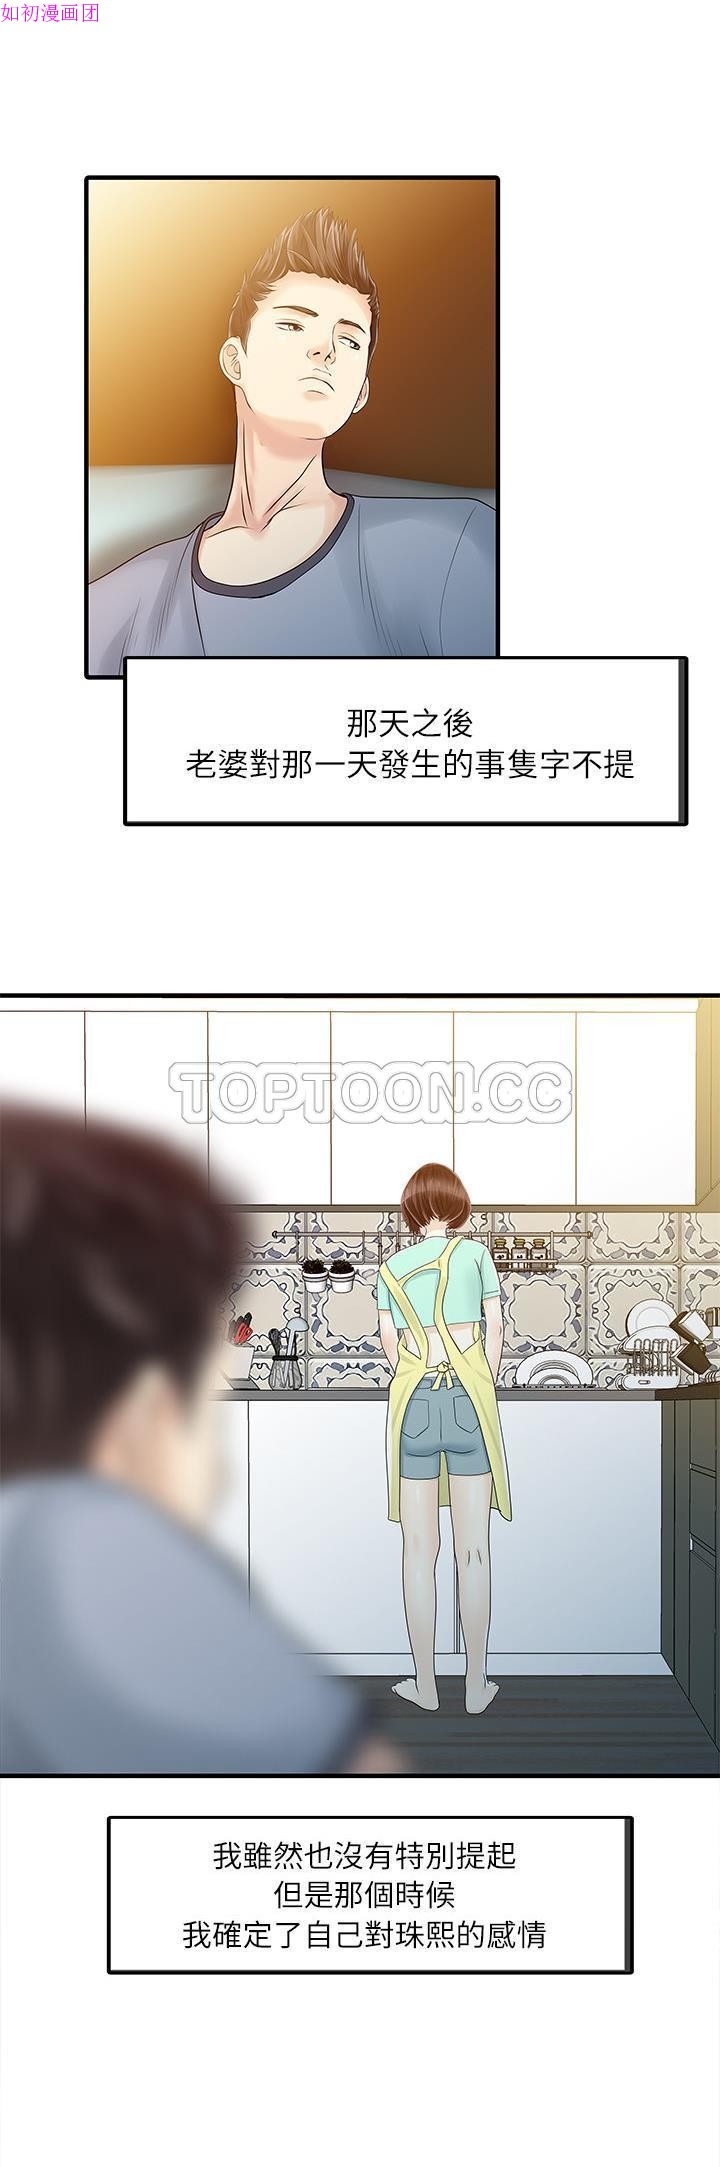 如初漫画团
那天之後
老婆對那一天發生的事隻字不提
TOPTOON.CC
我雖然也沒有特別提起
但是那個時候
我確定了自己對珠熙的感情